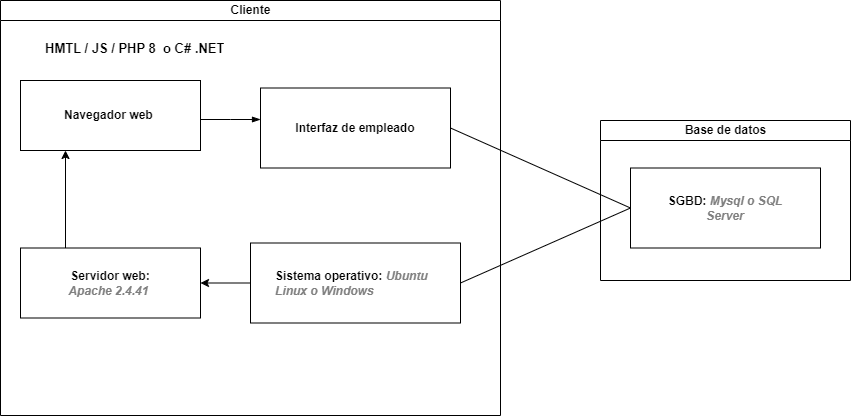 Cliente
HMTL / JS / PHP 8 o C# .NET
Navegador web
Interfaz de empleado
Base de datos
SGBD: Mysql o SQL
Server
Servidor web:
Apache 2.4.41
Sistema operativo: Ubuntu
Linux o Windows